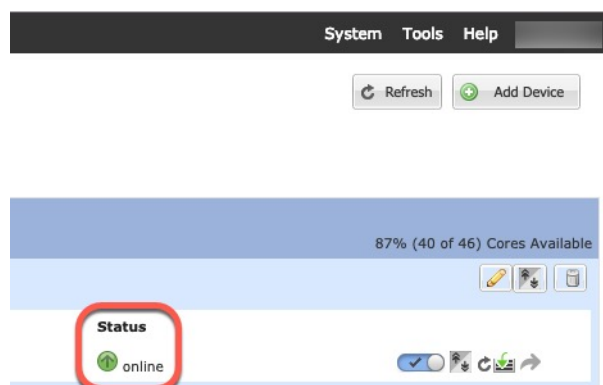 System Tools Help
Refresh Add Device
87% (40 of 46) Cores Available
Status
online